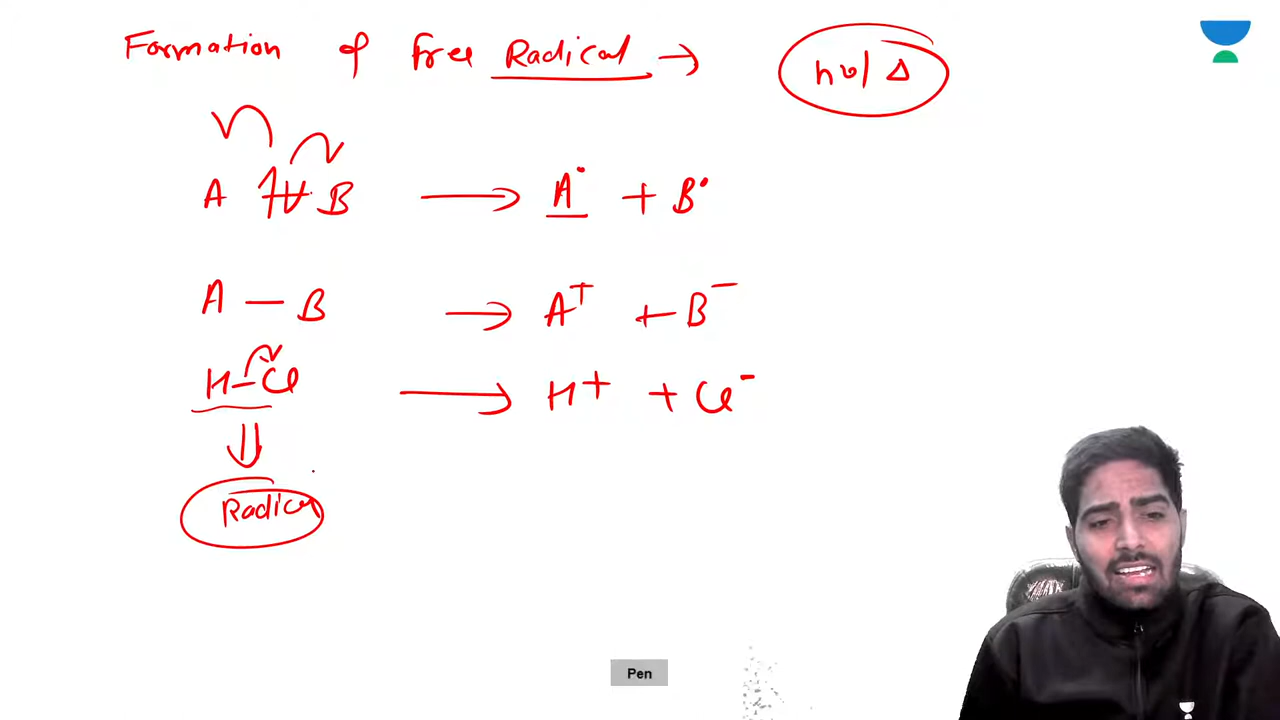 Formation of Free Radical → hν/Δ
A B → A• + B•
A — B → A⁺ + B⁻
H–Cl → H+ + Cl⁻
Radical
Pen